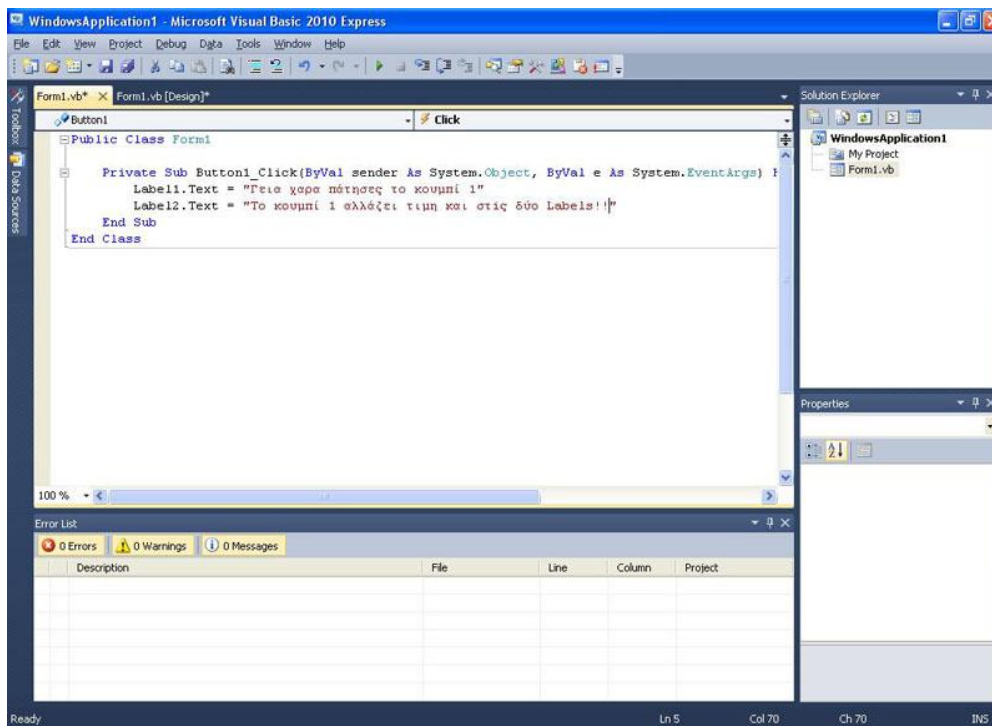 WindowsApplication1 - Microsoft Visual Basic 2010 Express
File Edit View Project Debug Data Tools Window Help
Toolbox
Data Sources
Form1.vb* Form1.vb [Design]*
Button1 Click
Public Class Form1
Private Sub Button1_Click(ByVal sender As System.Object, ByVal e As System.EventArgs) H
Label1.Text = "Γεια χαρα πάτησες το κουμπί 1"
Label2.Text = "Το κουμπί 1 αλλάζει τιμη και στίς δύο Labels!!"
End Sub
End Class
100 %
Solution Explorer
WindowsApplication1
My Project
Form1.vb
Properties
Error List
0 Errors 0 Warnings 0 Messages
Description File Line Column Project
Ready Ln 5 Col 70 Ch 70 INS